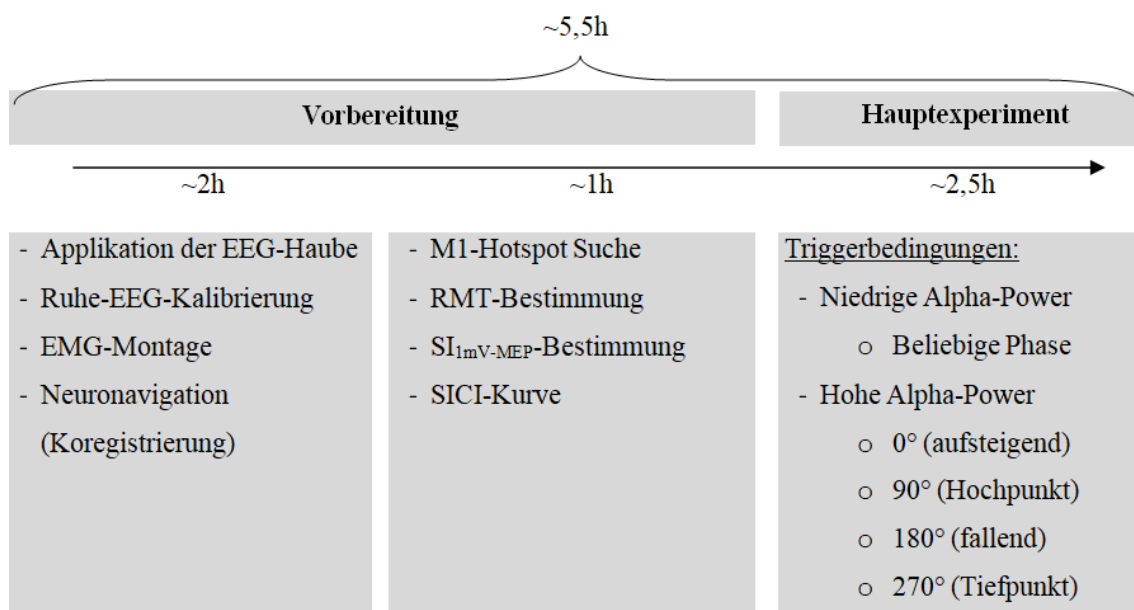 ~5,5h
Vorbereitung
Hauptexperiment
~2h
~1h
~2,5h
- Applikation der EEG-Haube
- Ruhe-EEG-Kalibrierung
- EMG-Montage
- Neuronavigation
(Koregistrierung)
- M1-Hotspot Suche
- RMT-Bestimmung
- SI1mV-MEP-Bestimmung
- SICI-Kurve
Triggerbedingungen:
- Niedrige Alpha-Power
o Beliebige Phase
- Hohe Alpha-Power
o 0° (aufsteigend)
o 90° (Hochpunkt)
o 180° (fallend)
o 270° (Tiefpunkt)